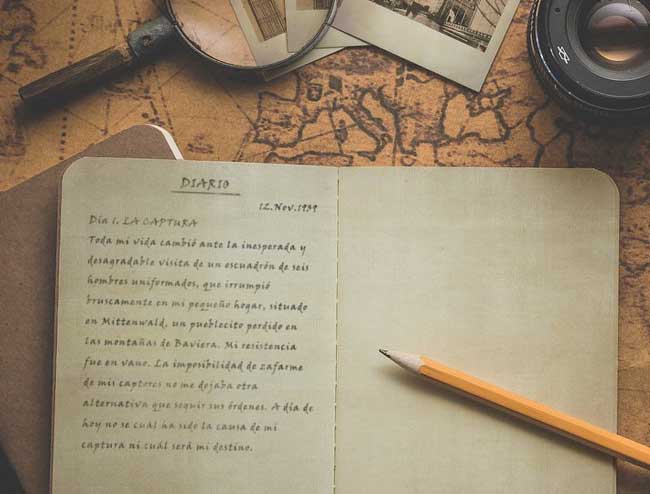 DIARIO
12.Nov.1939
Día 1. LA CAPTURA
Toda mi vida cambió ante la inesperada y
desagradable visita de un escuadrón de seis
hombres uniformados, que irrumpió
bruscamente en mi pequeño hogar, situado
en Mittenwald, un pueblecito perdido en
las montañas de Baviera. Mi resistencia
fue en vano. La imposibilidad de zafarme
de mis captores no me dejaba otra
alternativa que seguir sus órdenes. A día de
hoy no se cuál ha sido la causa de mi
captura ni cuál será mi destino.